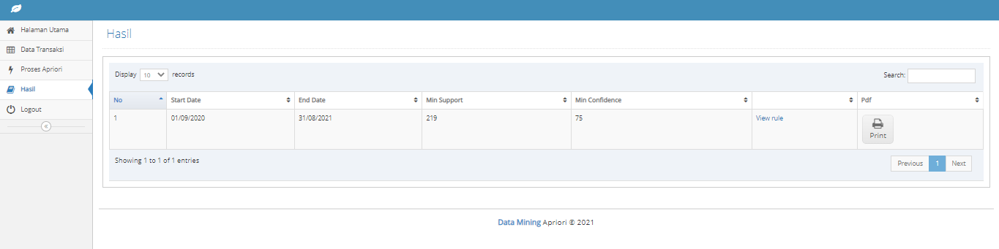 Halaman Utama
Data Transaksi
Proses Apriori
Hasil
Logout
Hasil
Display 10 records
Search:
No Start Date End Date Min Support Min Confidence Pdf
1 01/09/2020 31/08/2021 219 75 View rule
Print
Showing 1 to 1 of 1 entries
Previous 1 Next
Data Mining Apriori © 2021